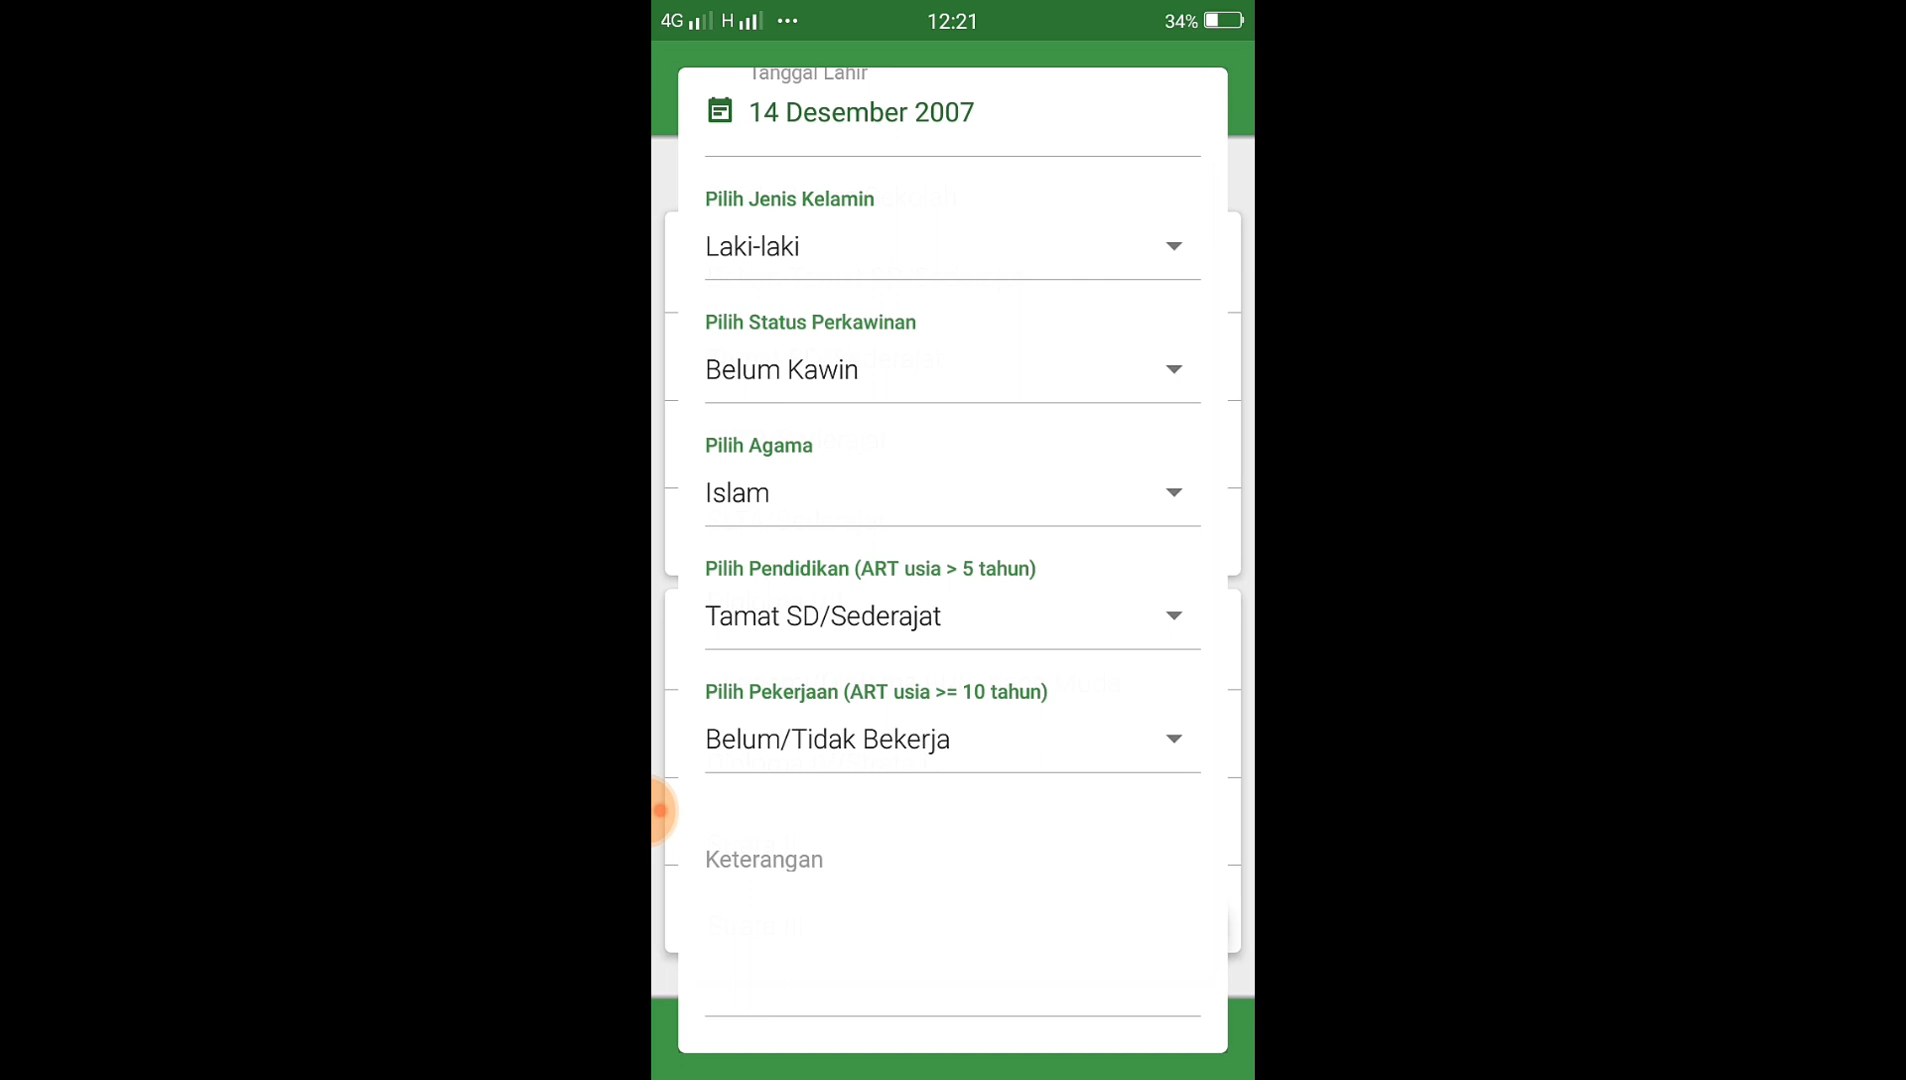 4G H ••• 12:21 34%
Tanggal Lahir
14 Desember 2007
Pilih Jenis Kelamin
Laki-laki
Pilih Status Perkawinan
Belum Kawin
Pilih Agama
Islam
Pilih Pendidikan (ART usia > 5 tahun)
Tamat SD/Sederajat
Pilih Pekerjaan (ART usia >= 10 tahun)
Belum/Tidak Bekerja
Keterangan